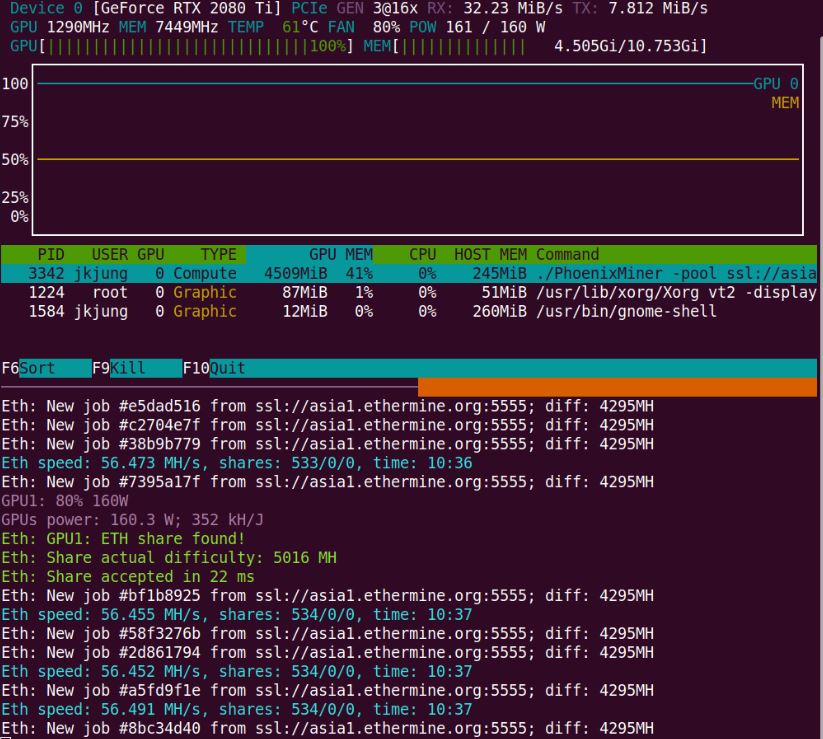 Device 0 [GeForce RTX 2080 Ti] PCIe GEN 3@16x RX: 32.23 MiB/s TX: 7.812 MiB/s
GPU 1290MHz MEM 7449MHz TEMP  61°C FAN  80% POW 161 / 160 W
GPU[||||||||||||||||||||||||||||||100%] MEM[||||||||||||||   4.505Gi/10.753Gi]
100
GPU 0
MEM
75%
50%
25%
0%
PID   USER GPU    TYPE        GPU MEM    CPU  HOST MEM Command
3342 jkjung   0 Compute   4509MiB 41%     0%    245MiB ./PhoenixMiner -pool ssl://asia
1224   root   0 Graphic     87MiB  1%     0%     51MiB /usr/lib/xorg/Xorg vt2 -display
1584 jkjung   0 Graphic     12MiB  0%     0%    260MiB /usr/bin/gnome-shell
F6Sort    F9Kill    F10Quit
Eth: New job #e5dad516 from ssl://asia1.ethermine.org:5555; diff: 4295MH
Eth: New job #c2704e7f from ssl://asia1.ethermine.org:5555; diff: 4295MH
Eth: New job #38b9b779 from ssl://asia1.ethermine.org:5555; diff: 4295MH
Eth speed: 56.473 MH/s, shares: 533/0/0, time: 10:36
Eth: New job #7395a17f from ssl://asia1.ethermine.org:5555; diff: 4295MH
GPU1: 80% 160W
GPUs power: 160.3 W; 352 kH/J
Eth: GPU1: ETH share found!
Eth: Share actual difficulty: 5016 MH
Eth: Share accepted in 22 ms
Eth: New job #bf1b8925 from ssl://asia1.ethermine.org:5555; diff: 4295MH
Eth speed: 56.455 MH/s, shares: 534/0/0, time: 10:37
Eth: New job #58f3276b from ssl://asia1.ethermine.org:5555; diff: 4295MH
Eth: New job #2d861794 from ssl://asia1.ethermine.org:5555; diff: 4295MH
Eth speed: 56.452 MH/s, shares: 534/0/0, time: 10:37
Eth: New job #a5fd9f1e from ssl://asia1.ethermine.org:5555; diff: 4295MH
Eth speed: 56.491 MH/s, shares: 534/0/0, time: 10:37
Eth: New job #8bc34d40 from ssl://asia1.ethermine.org:5555; diff: 4295MH